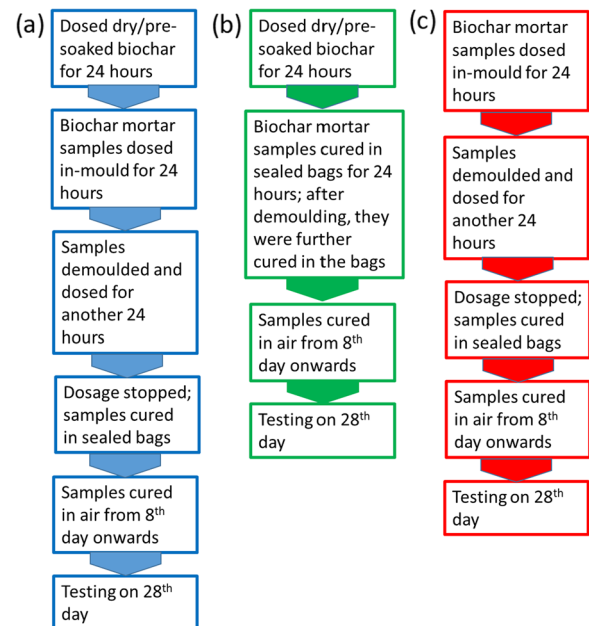 (a)
Dosed dry/pre-
soaked biochar
for 24 hours
Biochar mortar
samples dosed
in-mould for 24
hours
Samples
demoulded and
dosed for
another 24
hours
Dosage stopped;
samples cured
in sealed bags
Samples cured
in air from 8th
day onwards
Testing on 28th
day
(b)
Dosed dry/pre-
soaked biochar
for 24 hours
Biochar mortar
samples cured in
sealed bags for 24
hours; after
demoulding, they
were further
cured in the bags
Samples cured
in air from 8th
day onwards
Testing on 28th
day
(c)
Biochar mortar
samples dosed
in-mould for 24
hours
Samples
demoulded and
dosed for
another 24
hours
Dosage stopped;
samples cured
in sealed bags
Samples cured
in air from 8th
day onwards
Testing on 28th
day